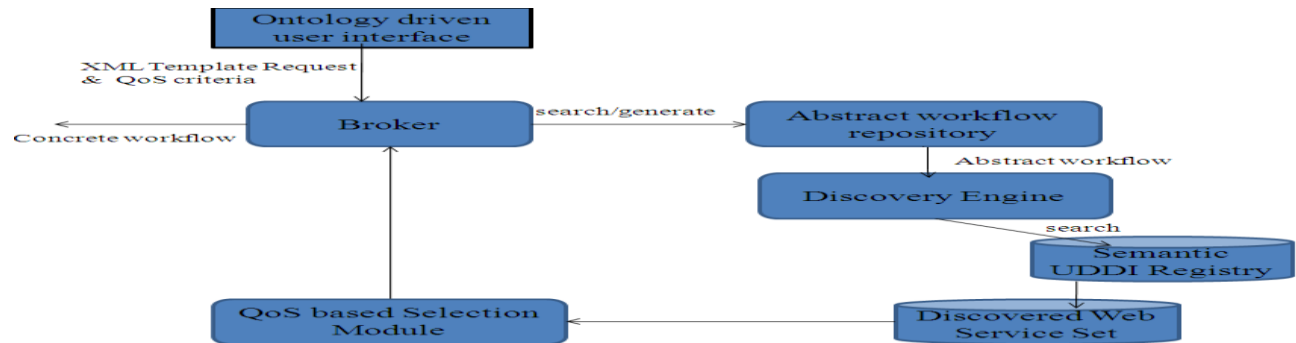 Ontology driven
user interface
XML Template Request
& QoS criteria
Broker
search/generate
Abstract workflow
repository
Concrete workflow
Abstract workflow
Discovery Engine
search
Semantic
UDDI Registry
QoS based Selection
Module
Discovered Web
Service Set